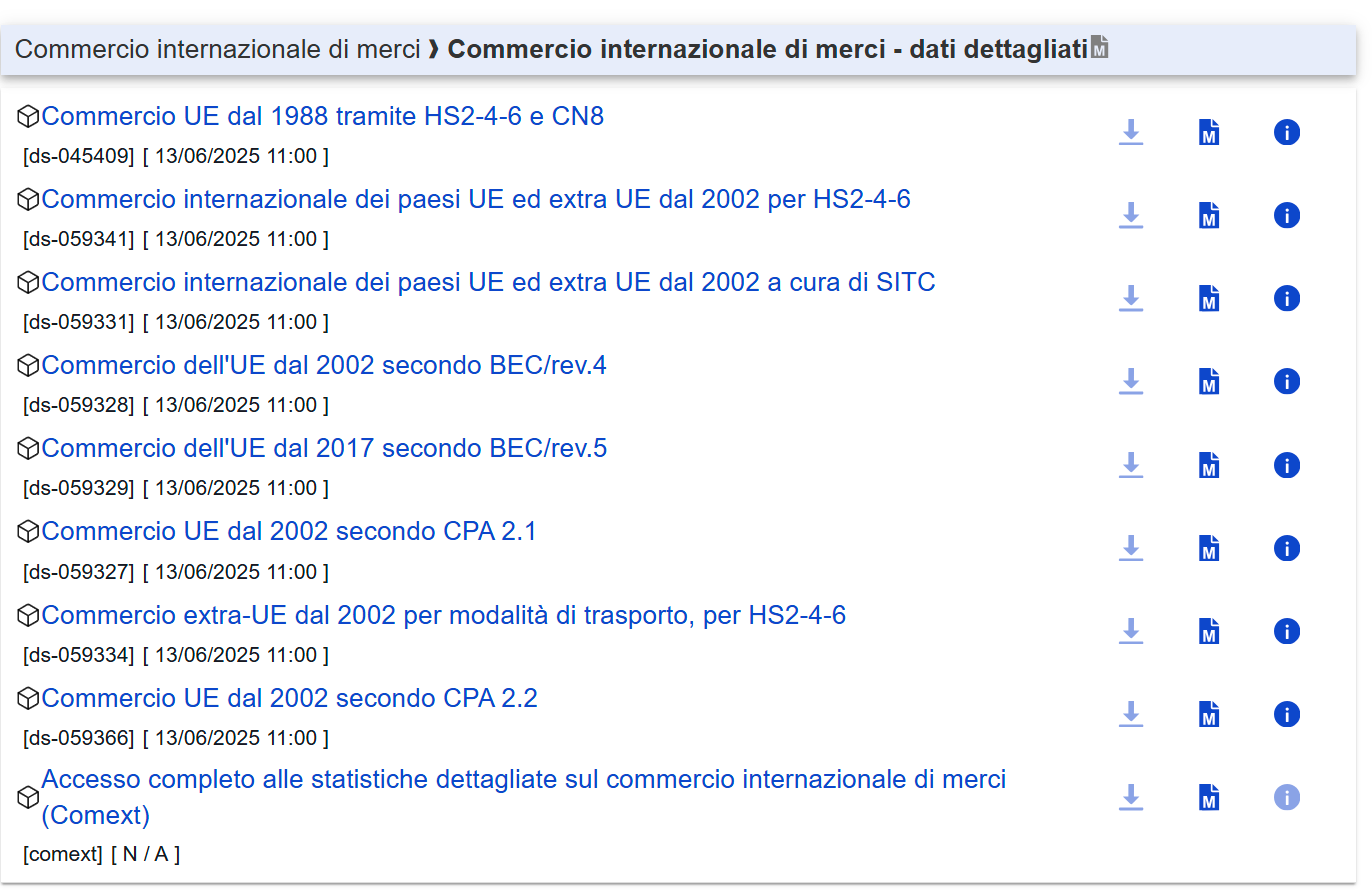 Commercio internazionale di merci ❱ Commercio internazionale di merci - dati dettagliati M
Commercio UE dal 1988 tramite HS2-4-6 e CN8
[ds-045409] [ 13/06/2025 11:00 ]
M i
Commercio internazionale dei paesi UE ed extra UE dal 2002 per HS2-4-6
[ds-059341] [ 13/06/2025 11:00 ]
M i
Commercio internazionale dei paesi UE ed extra UE dal 2002 a cura di SITC
[ds-059331] [ 13/06/2025 11:00 ]
M i
Commercio dell'UE dal 2002 secondo BEC/rev.4
[ds-059328] [ 13/06/2025 11:00 ]
M i
Commercio dell'UE dal 2017 secondo BEC/rev.5
[ds-059329] [ 13/06/2025 11:00 ]
M i
Commercio UE dal 2002 secondo CPA 2.1
[ds-059327] [ 13/06/2025 11:00 ]
M i
Commercio extra-UE dal 2002 per modalità di trasporto, per HS2-4-6
[ds-059334] [ 13/06/2025 11:00 ]
M i
Commercio UE dal 2002 secondo CPA 2.2
[ds-059366] [ 13/06/2025 11:00 ]
M i
Accesso completo alle statistiche dettagliate sul commercio internazionale di merci
(Comext)
[comext] [ N / A ]
M i